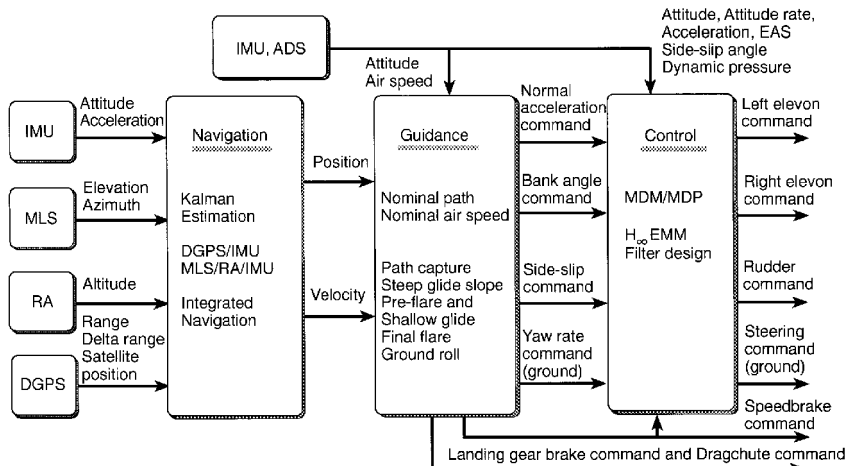 IMU, ADS
Attitude, Attitude rate,
Acceleration, EAS
Side-slip angle
Dynamic pressure
Attitude
Air speed
IMU
Attitude
Acceleration
MLS
Elevation
Azimuth
RA
Altitude
DGPS
Range
Delta range
Satellite
position
Navigation
Kalman
Estimation
DGPS/IMU
MLS/RA/IMU
Integrated
Navigation
Position
Velocity
Guidance
Nominal path
Nominal air speed
Path capture
Steep glide slope
Pre-flare and
Shallow glide
Final flare
Ground roll
Normal
acceleration
command
Bank angle
command
Side-slip
command
Yaw rate
command
(ground)
Control
MDM/MDP
H∞ EMM
Filter design
Left elevon
command
Right elevon
command
Rudder
command
Steering
command
(ground)
Speedbrake
command
Landing gear brake command and Dragchute command